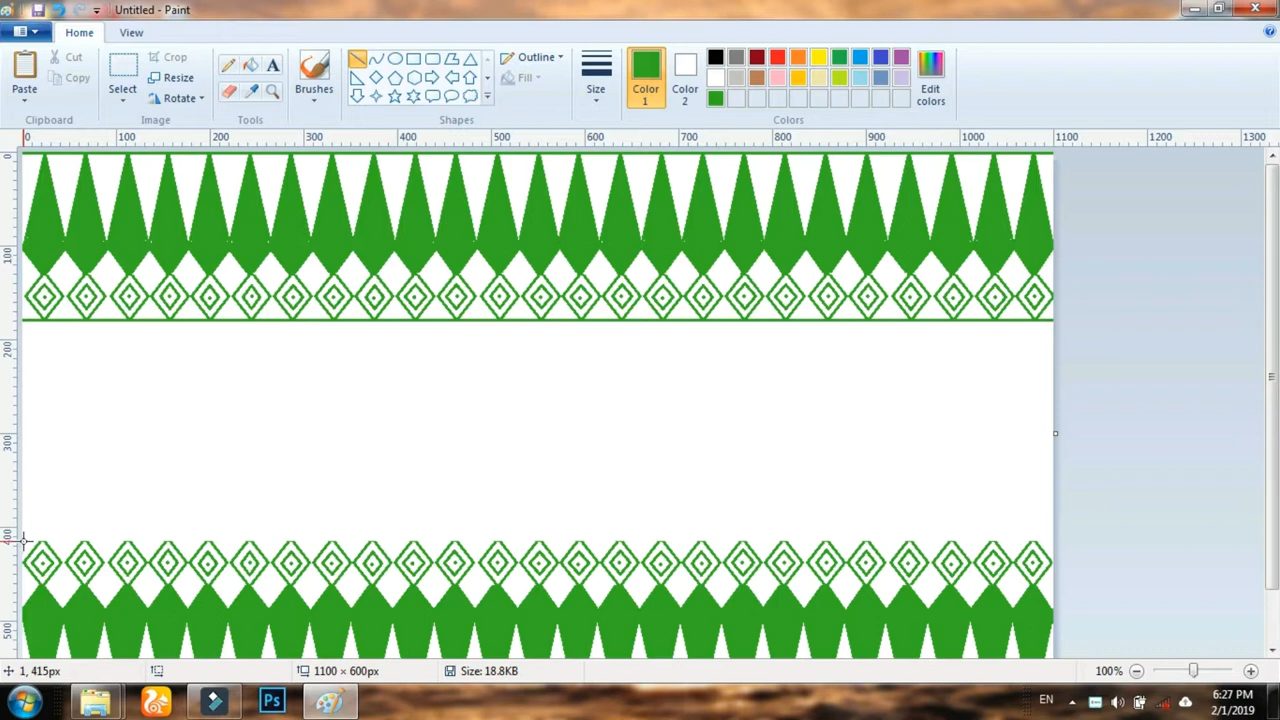 Untitled - Paint
Home
View
Paste
Cut
Copy
Clipboard
Select
Crop
Resize
Rotate
Image
A
Tools
Brushes
Outline
Fill
Shapes
Size
Color
1
Color
2
Edit
colors
Colors
0 100 200 300 400 500 600 700 800 900 1000 1100 1200 1300
0
100
200
300
400
500
1, 415px
1100 × 600px
Size: 18.8KB
100%
Ps
EN
6:27 PM
2/1/2019